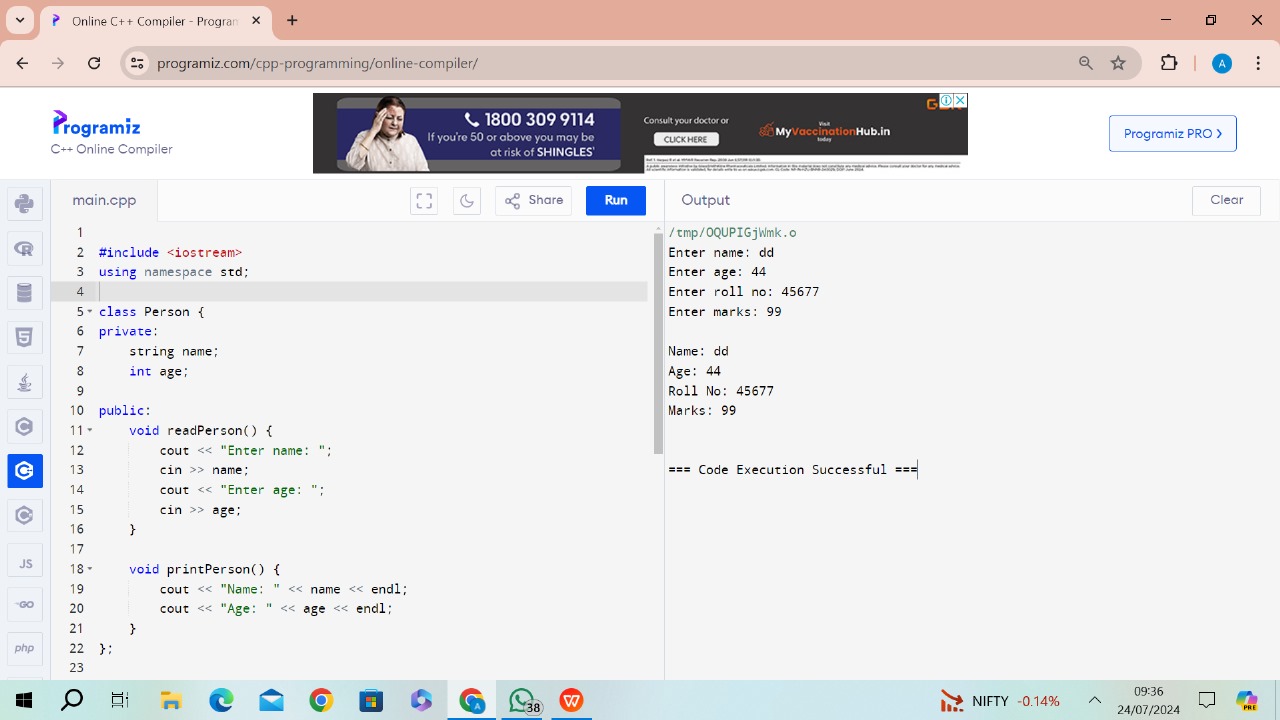 Online C++ Compiler - Program
programiz.com/cpp-programming/online-compiler/
A
1800 309 9114
If you're 50 or above you may be
at risk of SHINGLES
Consult your doctor or
CLICK HERE
Visit
MyVaccinationHub.in
today
Programiz
C++ Online Compiler
Programiz PRO
main.cpp
Share
Run
Output
Clear
1
2 #include <iostream>
3 using namespace std;
4
5 class Person {
6 private:
7 string name;
8 int age;
9
10 public:
11 void readPerson() {
12 cout << "Enter name: ";
13 cin >> name;
14 cout << "Enter age: ";
15 cin >> age;
16 }
17
18 void printPerson() {
19 cout << "Name: " << name << endl;
20 cout << "Age: " << age << endl;
21 }
22 };
23
/tmp/OQUPIGjWmk.o
Enter name: dd
Enter age: 44
Enter roll no: 45677
Enter marks: 99
Name: dd
Age: 44
Roll No: 45677
Marks: 99
=== Code Execution Successful ===
JS
GO
php
38
NIFTY -0.14%
09:36
24/07/2024
PRE